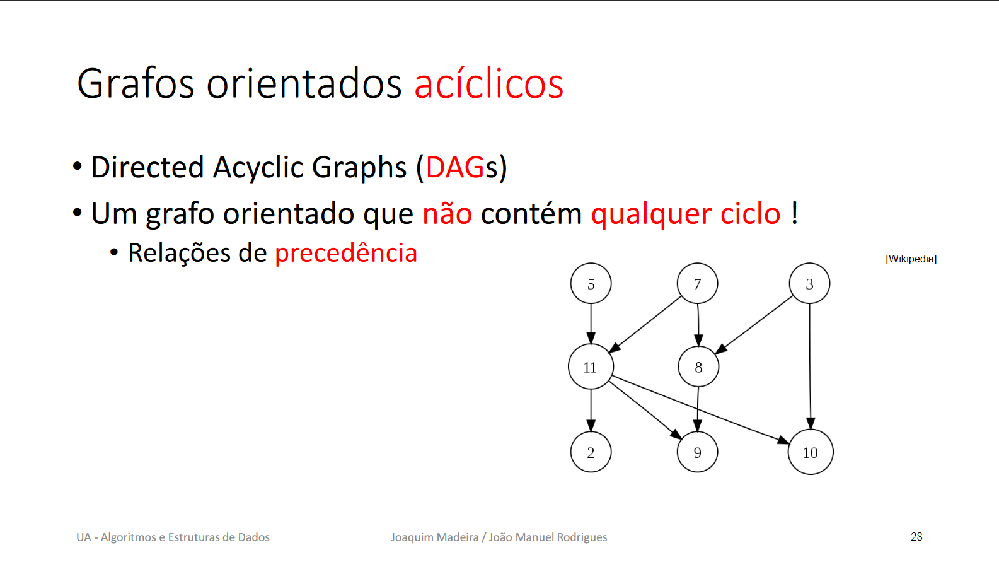 Grafos orientados acíclicos
• Directed Acyclic Graphs (DAGs)
• Um grafo orientado que não contém qualquer ciclo !
• Relações de precedência
[Wikipedia]
5 7 3
11 8
2 9 10
UA - Algoritmos e Estruturas de Dados
Joaquim Madeira / João Manuel Rodrigues
28